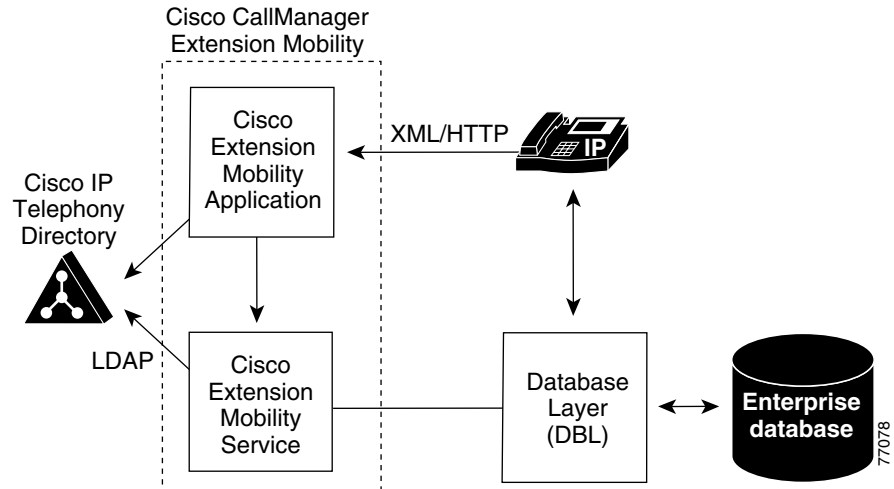 Cisco CallManager
Extension Mobility
Cisco
Extension
Mobility
Application
XML/HTTP
IP
Cisco IP
Telephony
Directory
LDAP
Cisco
Extension
Mobility
Service
Database
Layer
(DBL)
Enterprise
database
77078